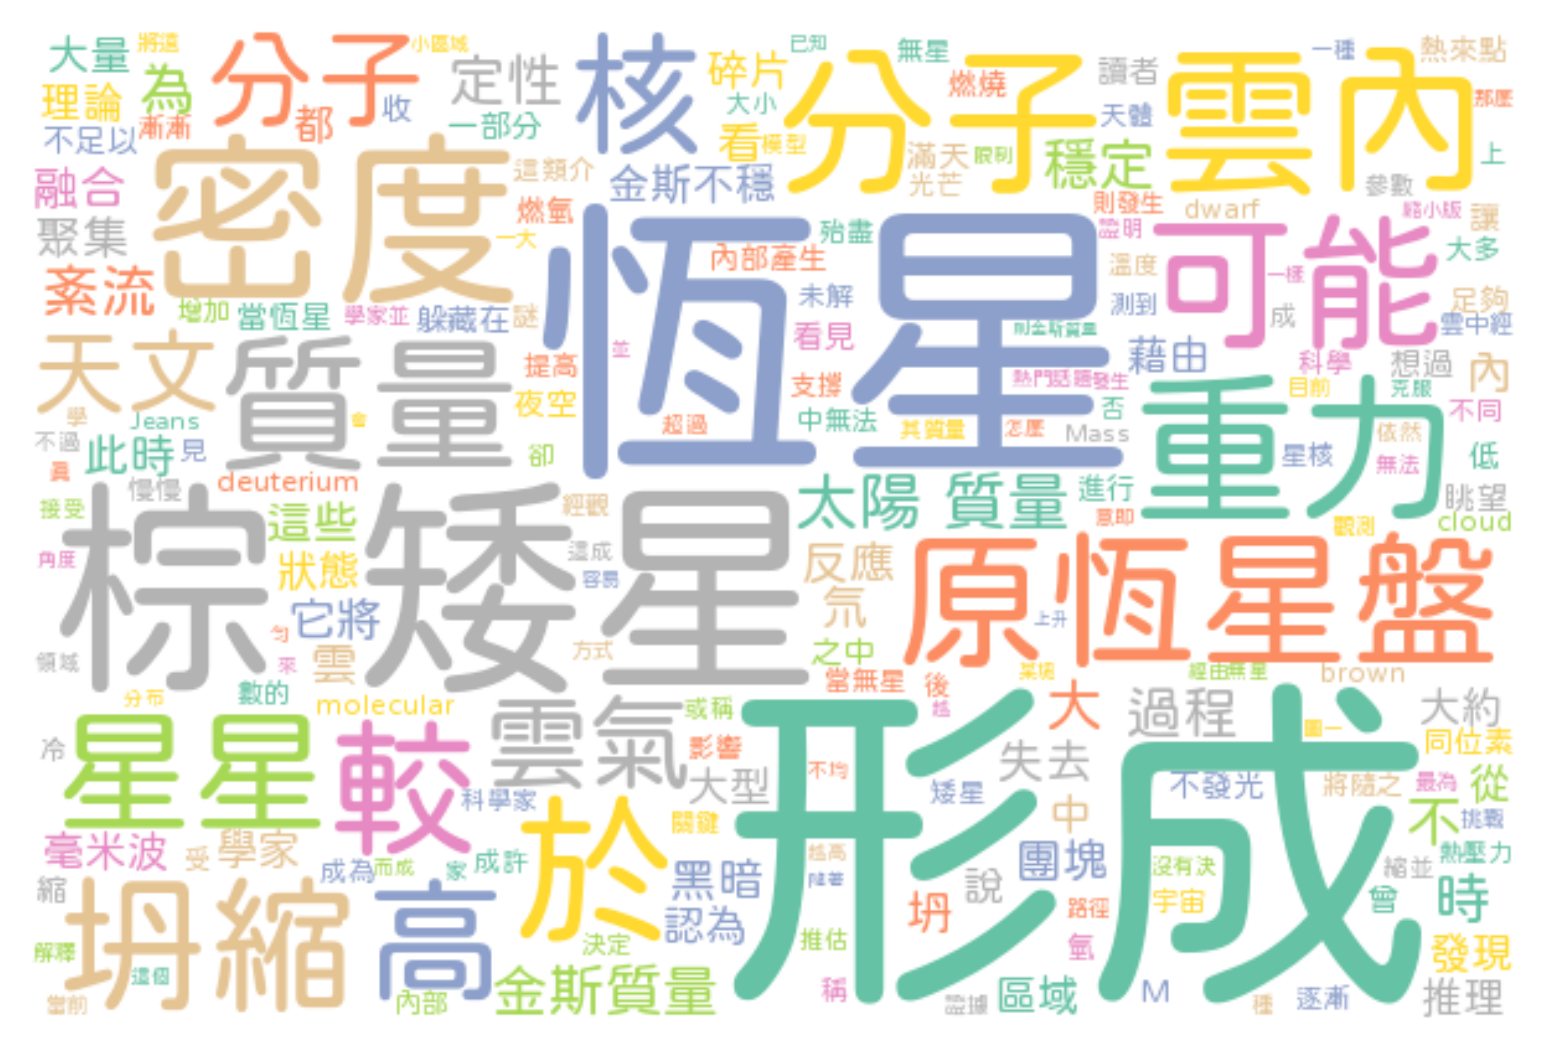 大量
將這
分子
小區域
定性
核
碎片
已知
無星
一種
熱來點
理論
為
都
收
一部分
大小
看
模型
分子雲內
燃燒
讀者
天體
那麼
不足以
漸漸
密度
這類介
金斯不穩
滿天
限制
光芒
穩定
上
參數
融合
燃氫
聚集
一大
恆星
殆盡
內部產生
dwarf
則發生
證明
可能
縮小版
讓
大多
紊流
增加
當恆星
學家並
躲藏在
謎
未解
溫度
一樣
測到
成
足夠
雲中經
天文
質量
提高
並
看見
則金斯質量
藉由
科學
想過
內
學
Jeans
會
夜空
超過
支撐
熱門話題
發生
重力
目前
克服
不過
此時
見
卻
中無法
其質量
怎麼
否
Mass
星核
依然
無法
不同
低
真
deuterium
慢慢
棕矮星
經觀
太陽 質量
進行
意即
眺望
接受
這些
觀測
cloud
角度
狀態
這成
容易
反應
氘
原恆星盤
上升
勻
它將
領域
來
雲
方式
之中
當無星
後
某塊
經由無星
brown
分布
數的
molecular
雲氣
或稱
形成
越
大
過程
圖一
大約
冷
星星
較
影響
大型
不均
失去
同位素
科學家
矮星
中
不發光
將隨之
最為
從
毫米波
受
學家
於
關鍵
不
挑戰
成為
而成
家
成許
黑暗
越高
隨著
團塊
沒有決
縮並
熱壓力
縮
坍縮
高
認為
說
坍
路徑
宇宙
曾
時
解釋
這個
決定
推估
氫
發現
當前
內部
金斯質量
稱
證據
區域
M
種
逐漸
推理